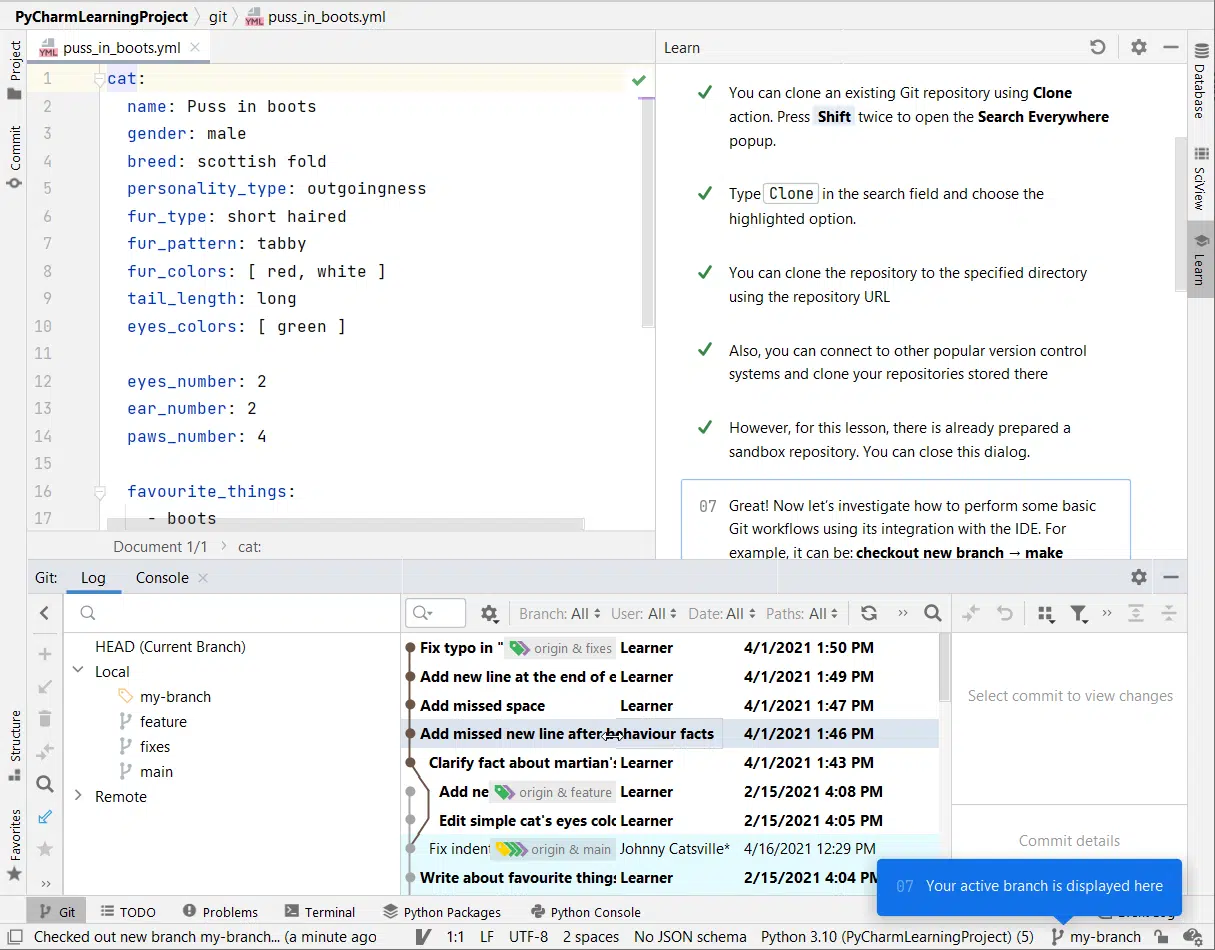 PyCharmLearningProject git puss_in_boots.yml
Project
Commit
Structure
Favorites
puss_in_boots.yml
1 cat:
2 name: Puss in boots
3 gender: male
4 breed: scottish fold
5 personality_type: outgoingness
6 fur_type: short haired
7 fur_pattern: tabby
8 fur_colors: [ red, white ]
9 tail_length: long
10 eyes_colors: [ green ]
11
12 eyes_number: 2
13 ear_number: 2
14 paws_number: 4
15
16 favourite_things:
17 - boots
Document 1/1 cat:
Learn
You can clone an existing Git repository using Clone
action. Press Shift twice to open the Search Everywhere
popup.
Type Clone in the search field and choose the
highlighted option.
You can clone the repository to the specified directory
using the repository URL
Also, you can connect to other popular version control
systems and clone your repositories stored there
However, for this lesson, there is already prepared a
sandbox repository. You can close this dialog.
07 Great! Now let's investigate how to perform some basic
Git workflows using its integration with the IDE. For
example, it can be: checkout new branch → make
Database
SciView
Learn
Git: Log Console
HEAD (Current Branch)
Local
my-branch
feature
fixes
main
Remote
Branch: All User: All Date: All Paths: All
Fix typo in " origin & fixes Learner 4/1/2021 1:50 PM
Add new line at the end of e Learner 4/1/2021 1:49 PM
Add missed space Learner 4/1/2021 1:47 PM
Add missed new line after behaviour facts 4/1/2021 1:46 PM
Clarify fact about martian's Learner 4/1/2021 1:43 PM
Add ne origin & feature Learner 2/15/2021 4:08 PM
Edit simple cat's eyes colo Learner 2/15/2021 4:05 PM
Fix indent origin & main Johnny Catsville* 4/16/2021 12:29 PM
Write about favourite things Learner 2/15/2021 4:04 PM
Select commit to view changes
Commit details
07 Your active branch is displayed here
Git TODO Problems Terminal Python Packages Python Console Event Log
Checked out new branch my-branch... (a minute ago 1:1 LF UTF-8 2 spaces No JSON schema Python 3.10 (PyCharmLearningProject) (5) my-branch